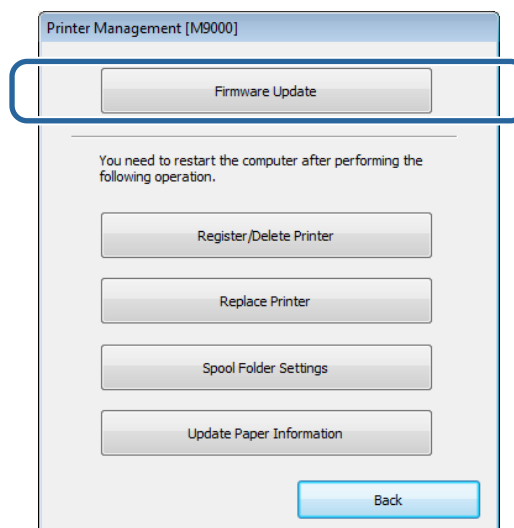 Printer Management [M9000]
Firmware Update
You need to restart the computer after performing the
following operation.
Register/Delete Printer
Replace Printer
Spool Folder Settings
Update Paper Information
Back